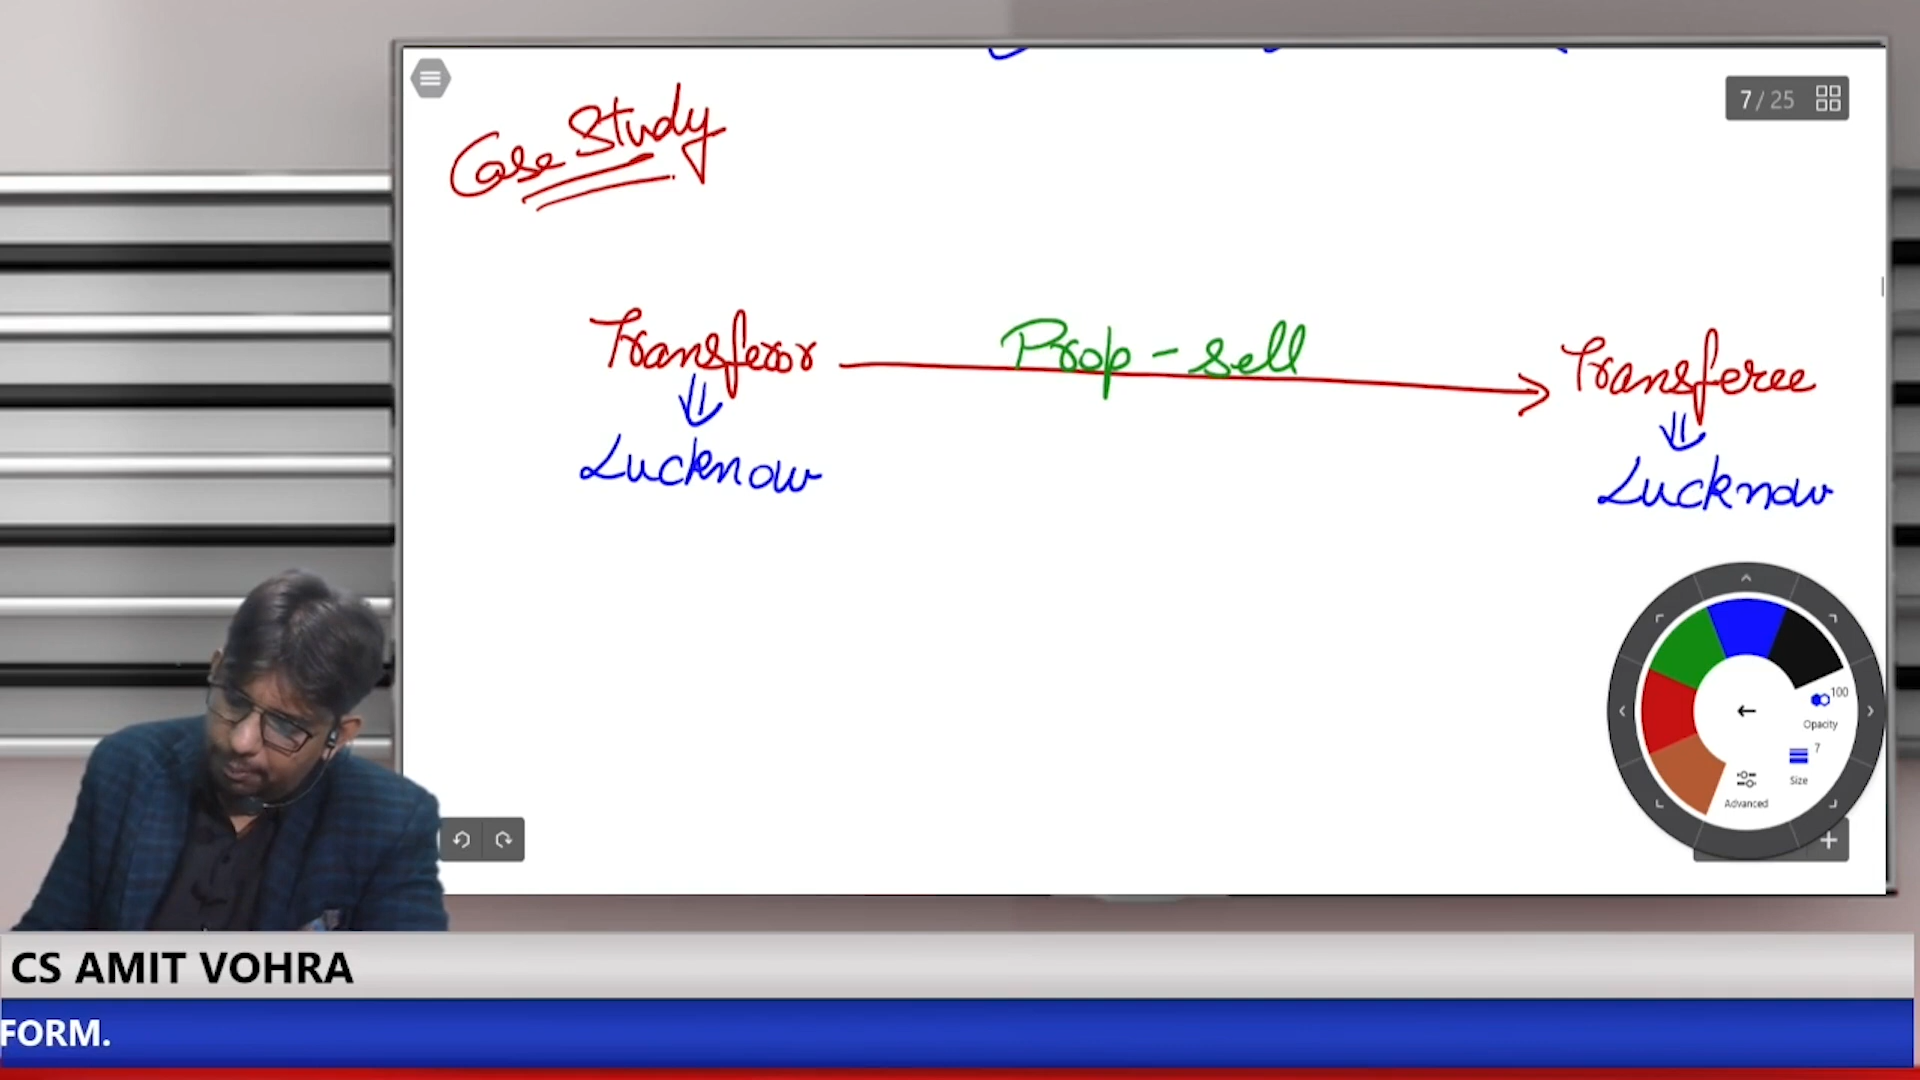 7 / 25
Case Study
Transferor
Prop - sell
Transferee
Lucknow
Lucknow
100
Opacity
7
Size
Advanced
CS AMIT VOHRA
FORM.